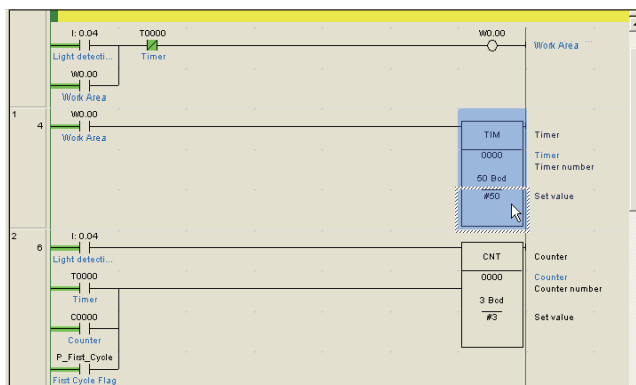 I: 0.04 T0000 W0.00
Light detecti... Timer Work Area
W0.00
Work Area
1 4 W0.00
Work Area
TIM Timer
0000 Timer
Timer number
50 Bcd
#50 Set value
2 6 I: 0.04
Light detecti...
CNT Counter
T0000 0000 Counter
Timer Counter number
3 Bcd
C0000 #3 Set value
Counter
P_First_Cycle
First Cycle Flag